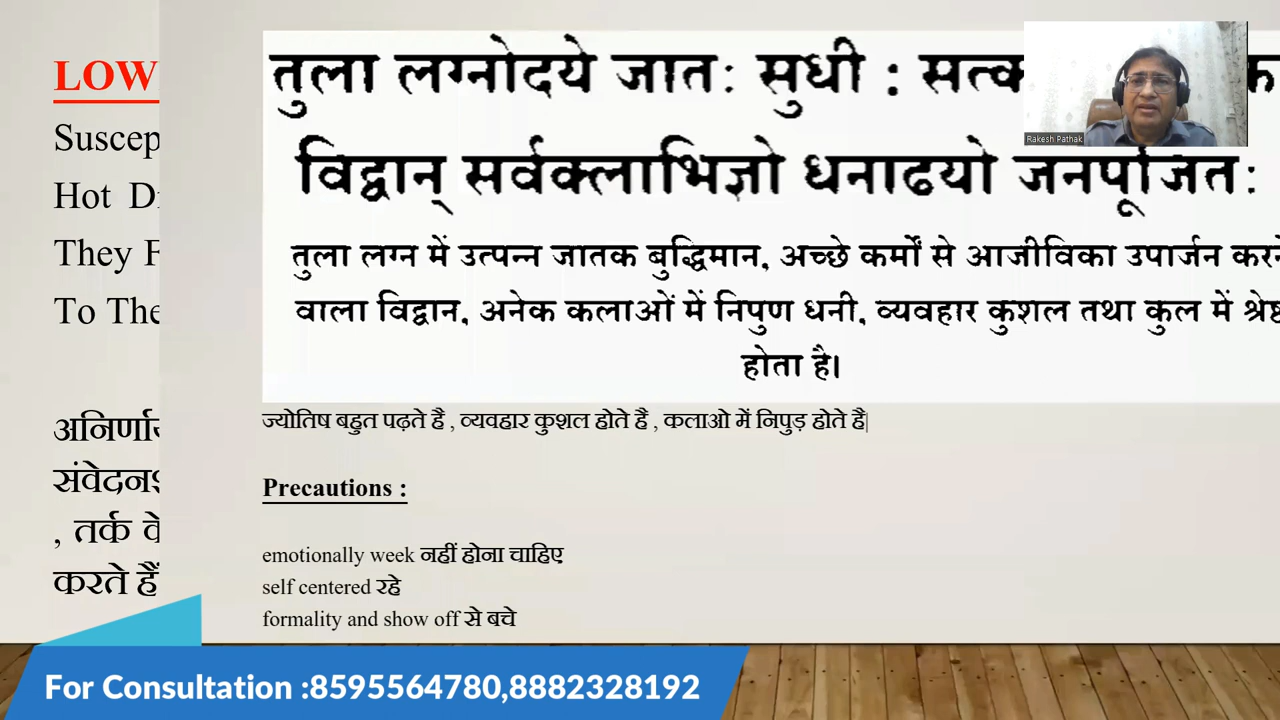 LOW
Suscep
Hot Di
They F
To The
अनिर्णाय
संवेदनश
, तर्क के
करते हैं
तुला लग्नोदये जातः सुधी : सत्क
विद्वान् सर्वक्लाभिज्ञो धनाढयो जनपूजितः
तुला लग्न में उत्पन्न जातक बुद्धिमान, अच्छे कर्मों से आजीविका उपार्जन करने
वाला विद्वान, अनेक कलाओं में निपुण धनी, व्यवहार कुशल तथा कुल में श्रेष्ठ
होता है।
ज्योतिष बहुत पढ़ते है , व्यवहार कुशल होते है , कलाओ में निपुड़ होते है
Precautions :
emotionally week नहीं होना चाहिए
self centered रहे
formality and show off से बचे
Rakesh Pathak
For Consultation :8595564780,8882328192